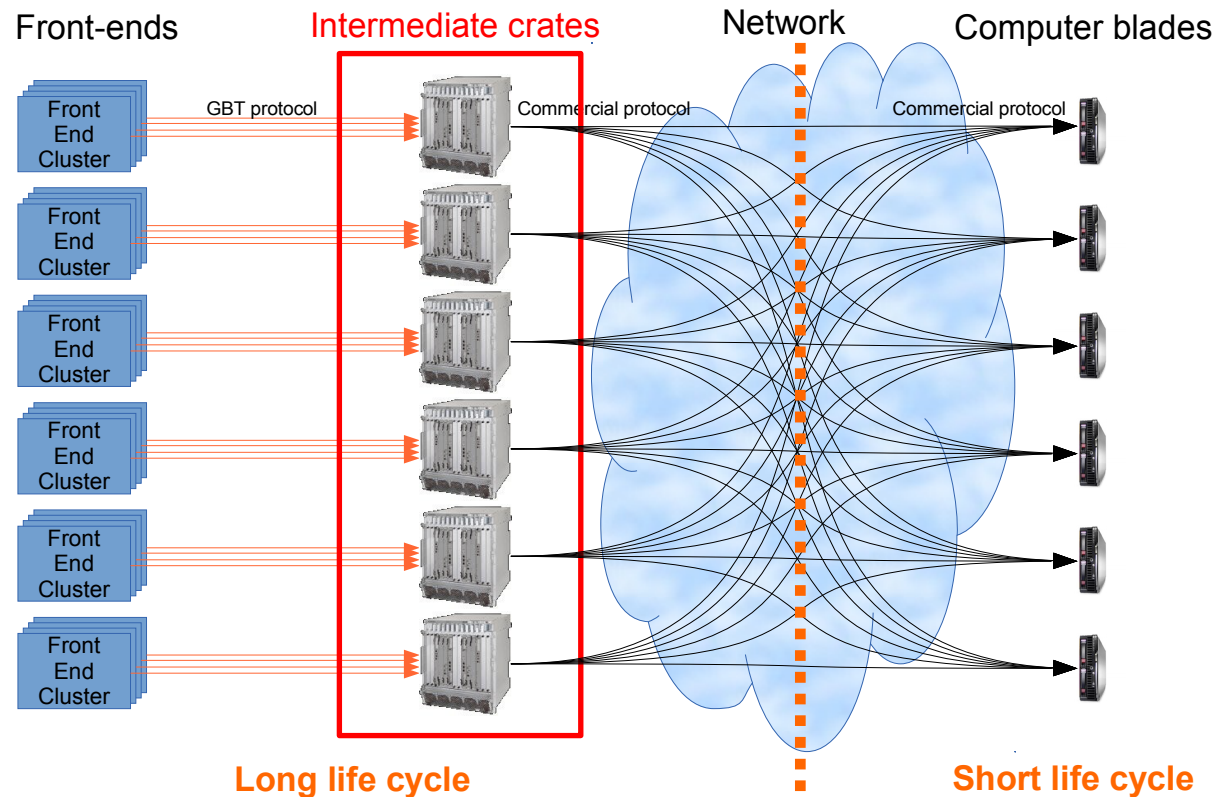 Front-ends
Intermediate crates
Network
Computer blades
GBT protocol
Commercial protocol
Commercial protocol
Front
End
Cluster
Front
End
Cluster
Front
End
Cluster
Front
End
Cluster
Front
End
Cluster
Front
End
Cluster
Long life cycle
Short life cycle